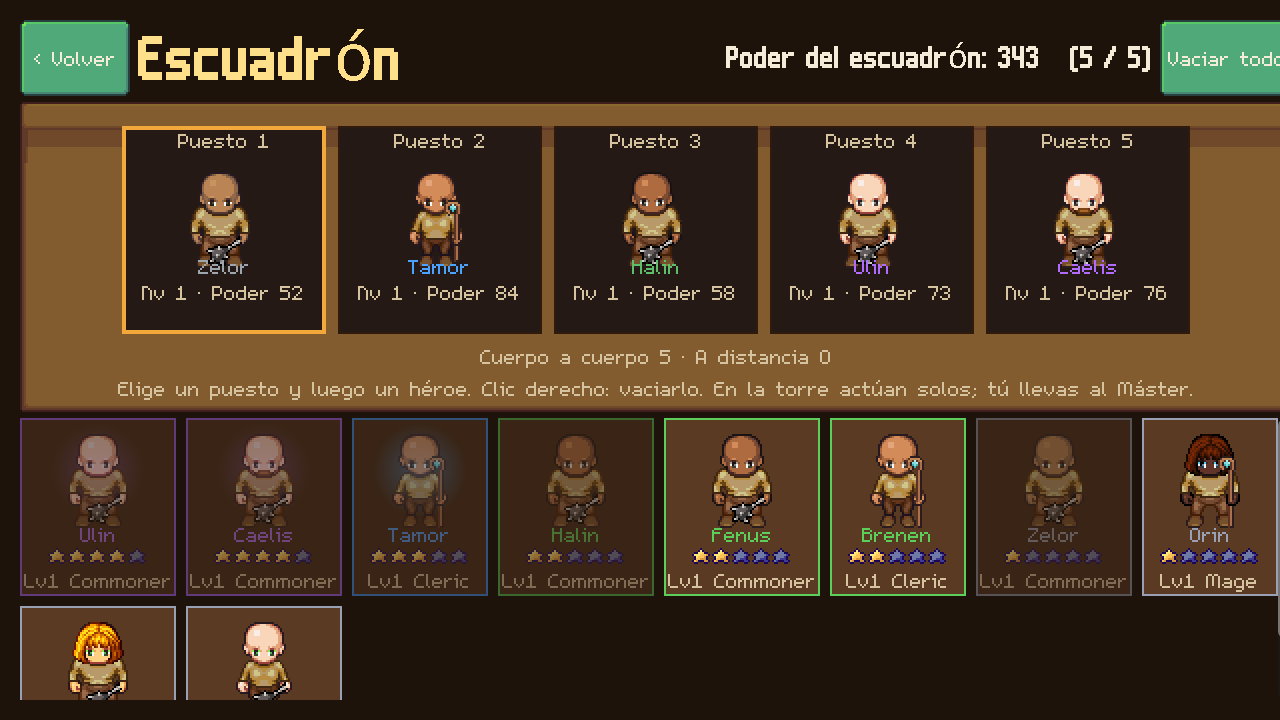 < Volver
Escuadrón
Poder del escuadrón: 343 (5 / 5)
Vaciar todo
Puesto 1
Puesto 2
Puesto 3
Puesto 4
Puesto 5
Zelor
Tamor
Halin
Ulin
Caelis
Nv 1 · Poder 52
Nv 1 · Poder 84
Nv 1 · Poder 58
Nv 1 · Poder 73
Nv 1 · Poder 76
Cuerpo a cuerpo 5 · A distancia 0
Elige un puesto y luego un héroe. Clic derecho: vaciarlo. En la torre actúan solos; tú llevas al Máster.
Ulin
Caelis
Tamor
Halin
Fenus
Brenen
Zelor
Orin
Lv1 Commoner
Lv1 Commoner
Lv1 Cleric
Lv1 Commoner
Lv1 Commoner
Lv1 Cleric
Lv1 Commoner
Lv1 Mage